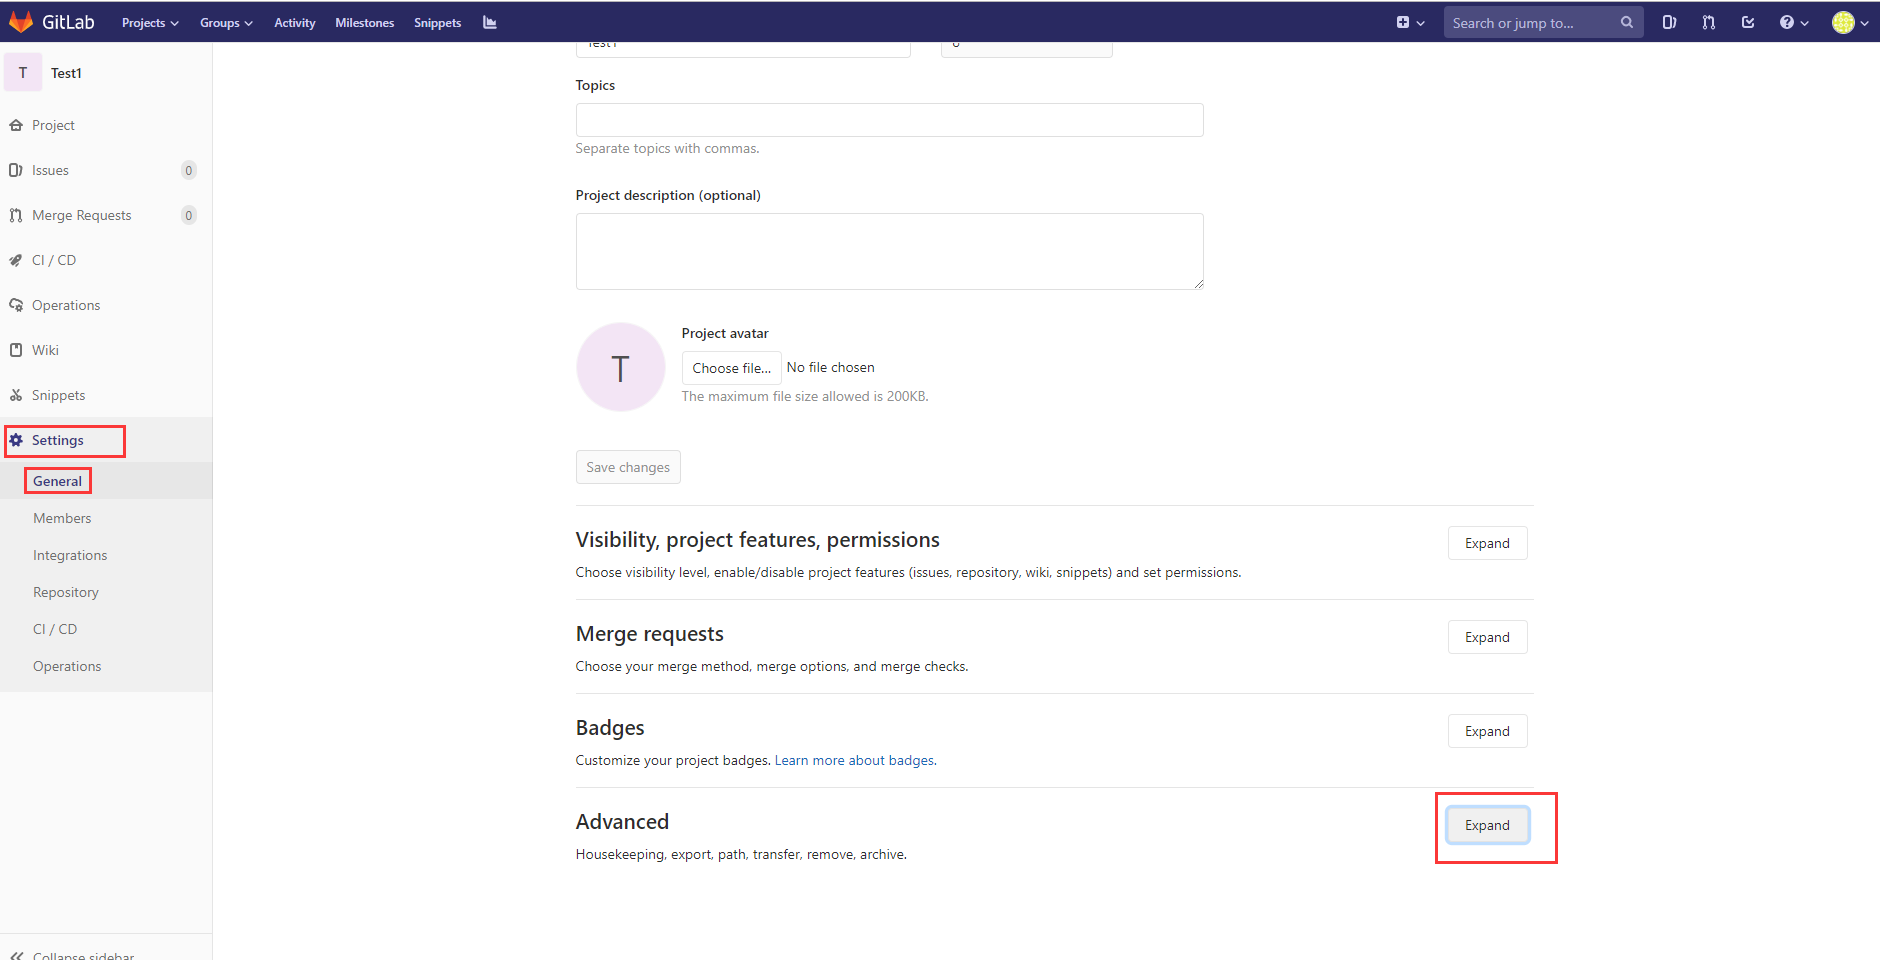 GitLab Projects Groups Activity Milestones Snippets Search or jump to...
T Test1
Project
Issues 0
Merge Requests 0
CI / CD
Operations
Wiki
Snippets
Settings
General
Members
Integrations
Repository
CI / CD
Operations
Collapse sidebar
Test1
Topics
Separate topics with commas.
Project description (optional)
T
Project avatar
Choose file... No file chosen
The maximum file size allowed is 200KB.
Save changes
Visibility, project features, permissions
Expand
Choose visibility level, enable/disable project features (issues, repository, wiki, snippets) and set permissions.
Merge requests
Expand
Choose your merge method, merge options, and merge checks.
Badges
Expand
Customize your project badges. Learn more about badges.
Advanced
Expand
Housekeeping, export, path, transfer, remove, archive.